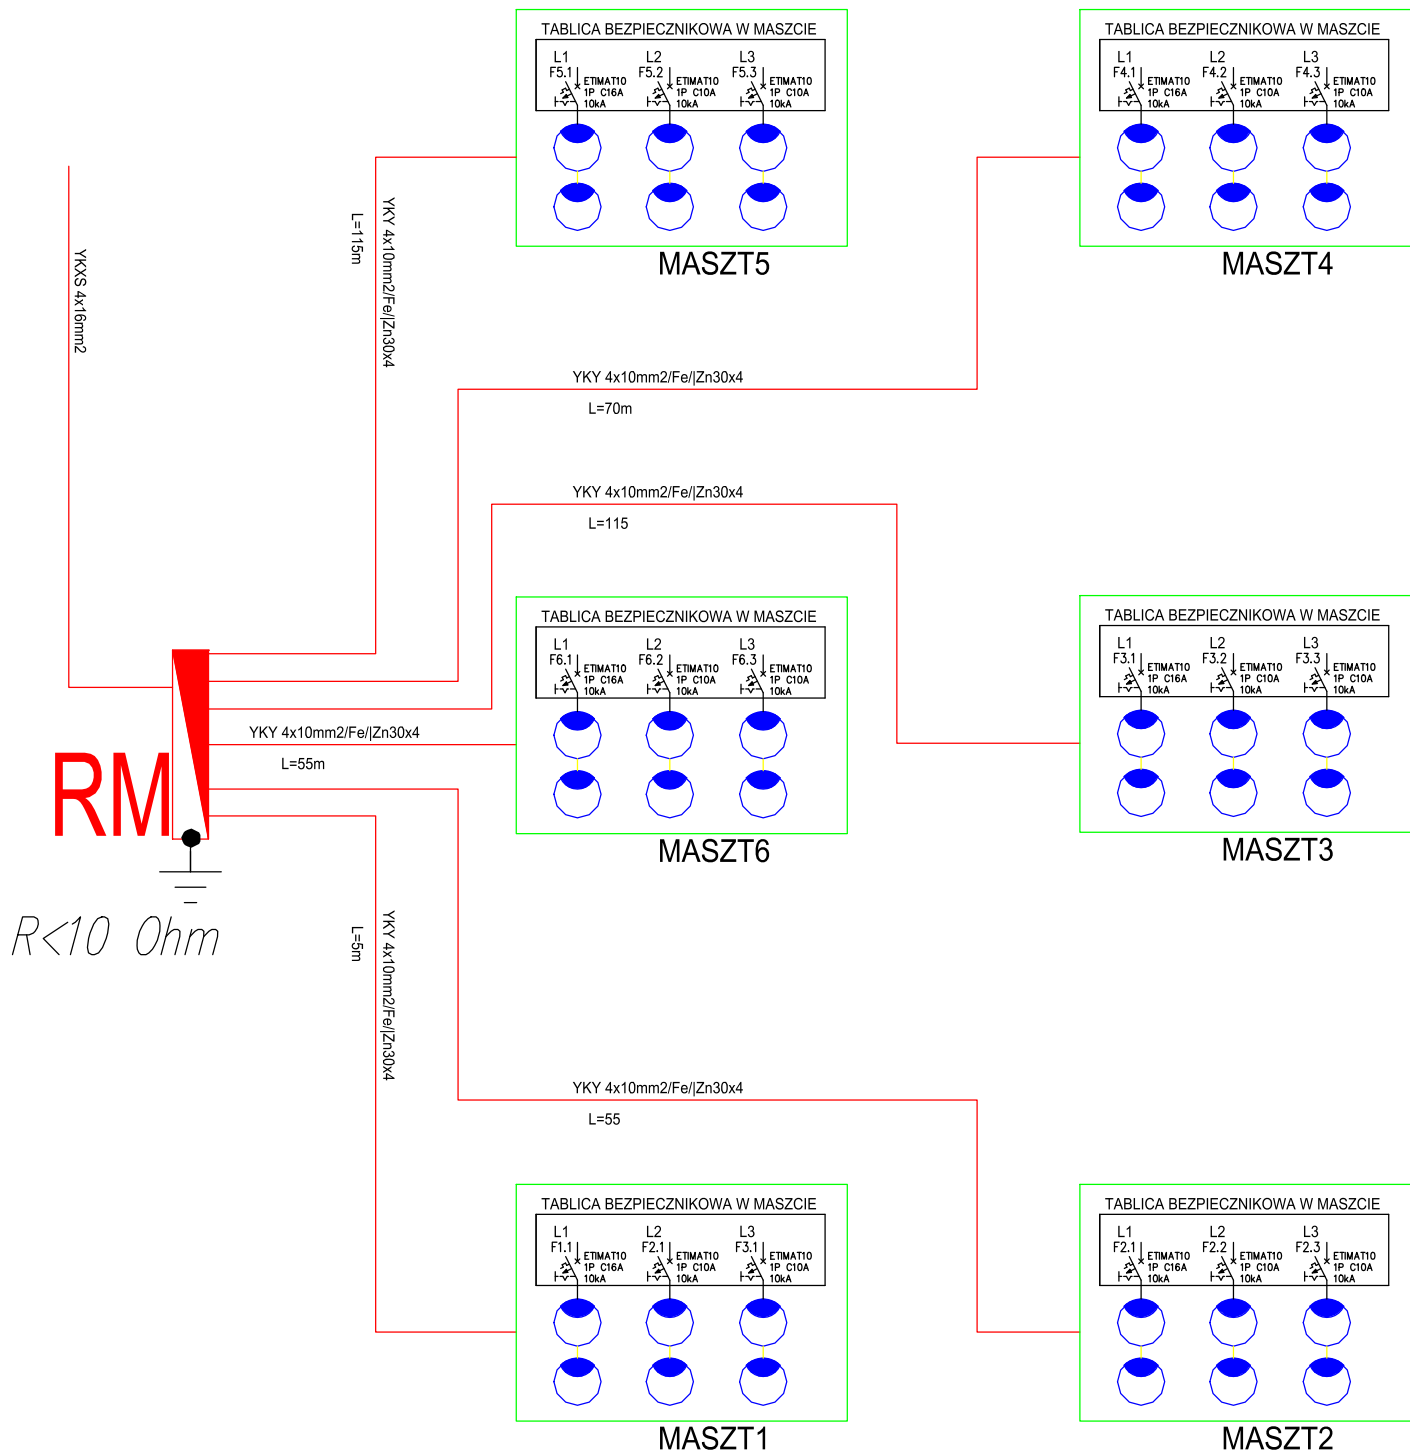 TABLICA BEZPIECZNIKOWA W MASZCIE
L1 L2 L3
F5.1 F5.2 F5.3
ETIMAT10 ETIMAT10 ETIMAT10
1P C16A 1P C10A 1P C10A
10kA 10kA 10kA
MASZT5
TABLICA BEZPIECZNIKOWA W MASZCIE
L1 L2 L3
F4.1 F4.2 F4.3
ETIMAT10 ETIMAT10 ETIMAT10
1P C16A 1P C10A 1P C10A
10kA 10kA 10kA
MASZT4
YKXS 4x16mm2
YKY 4x10mm2/Fe/|Zn30x4
L=115m
YKY 4x10mm2/Fe/|Zn30x4
L=70m
YKY 4x10mm2/Fe/|Zn30x4
L=115
TABLICA BEZPIECZNIKOWA W MASZCIE
L1 L2 L3
F6.1 F6.2 F6.3
ETIMAT10 ETIMAT10 ETIMAT10
1P C16A 1P C10A 1P C10A
10kA 10kA 10kA
MASZT6
TABLICA BEZPIECZNIKOWA W MASZCIE
L1 L2 L3
F3.1 F3.2 F3.3
ETIMAT10 ETIMAT10 ETIMAT10
1P C16A 1P C10A 1P C10A
10kA 10kA 10kA
MASZT3
YKY 4x10mm2/Fe/|Zn30x4
L=55m
RM
R<10 Ohm
YKY 4x10mm2/Fe/|Zn30x4
L=5m
YKY 4x10mm2/Fe/|Zn30x4
L=55
TABLICA BEZPIECZNIKOWA W MASZCIE
L1 L2 L3
F1.1 F2.1 F3.1
ETIMAT10 ETIMAT10 ETIMAT10
1P C16A 1P C10A 1P C10A
10kA 10kA 10kA
MASZT1
TABLICA BEZPIECZNIKOWA W MASZCIE
L1 L2 L3
F2.1 F2.2 F2.3
ETIMAT10 ETIMAT10 ETIMAT10
1P C16A 1P C10A 1P C10A
10kA 10kA 10kA
MASZT2